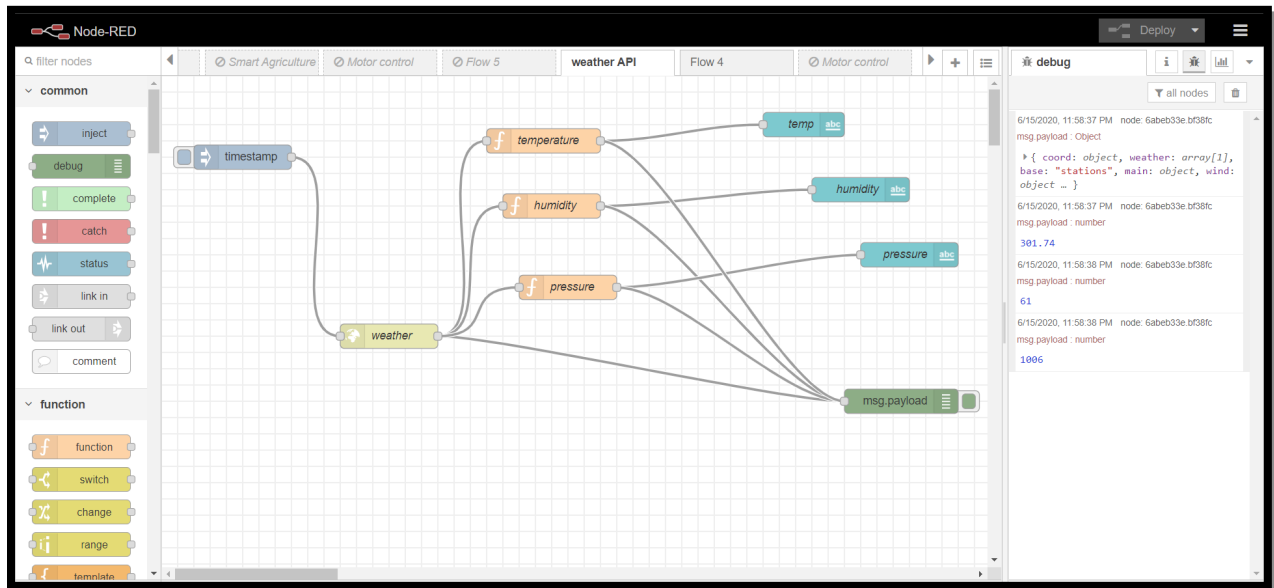 Node-RED
Deploy
filter nodes
Smart Agriculture
Motor control
Flow 5
weather API
Flow 4
Motor control
debug
i
all nodes
common
inject
debug
complete
catch
status
link in
link out
comment
function
function
switch
change
range
template
timestamp
weather
temperature
humidity
pressure
temp abc
humidity abc
pressure abc
msg.payload
6/15/2020, 11:58:37 PM node: 6abeb33e.bf38fc
msg.payload : Object
{ coord: object, weather: array[1],
base: "stations", main: object, wind:
object … }
6/15/2020, 11:58:37 PM node: 6abeb33e.bf38fc
msg.payload : number
301.74
6/15/2020, 11:58:38 PM node: 6abeb33e.bf38fc
msg.payload : number
61
6/15/2020, 11:58:38 PM node: 6abeb33e.bf38fc
msg.payload : number
1006